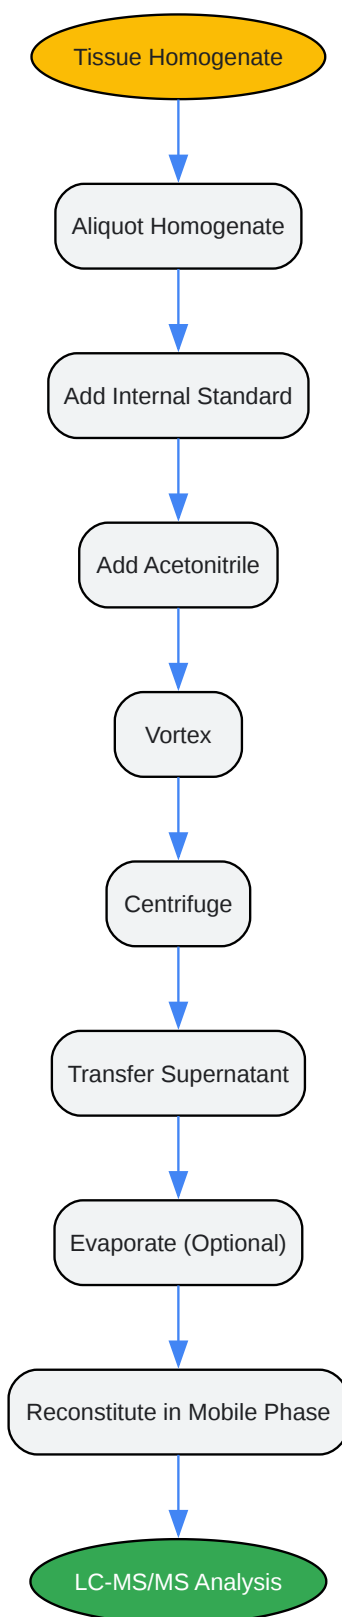 Tissue Homogenate
Aliquot Homogenate
Add Internal Standard
Add Acetonitrile
Vortex
Centrifuge
Transfer Supernatant
Evaporate (Optional)
Reconstitute in Mobile Phase
LC-MS/MS Analysis